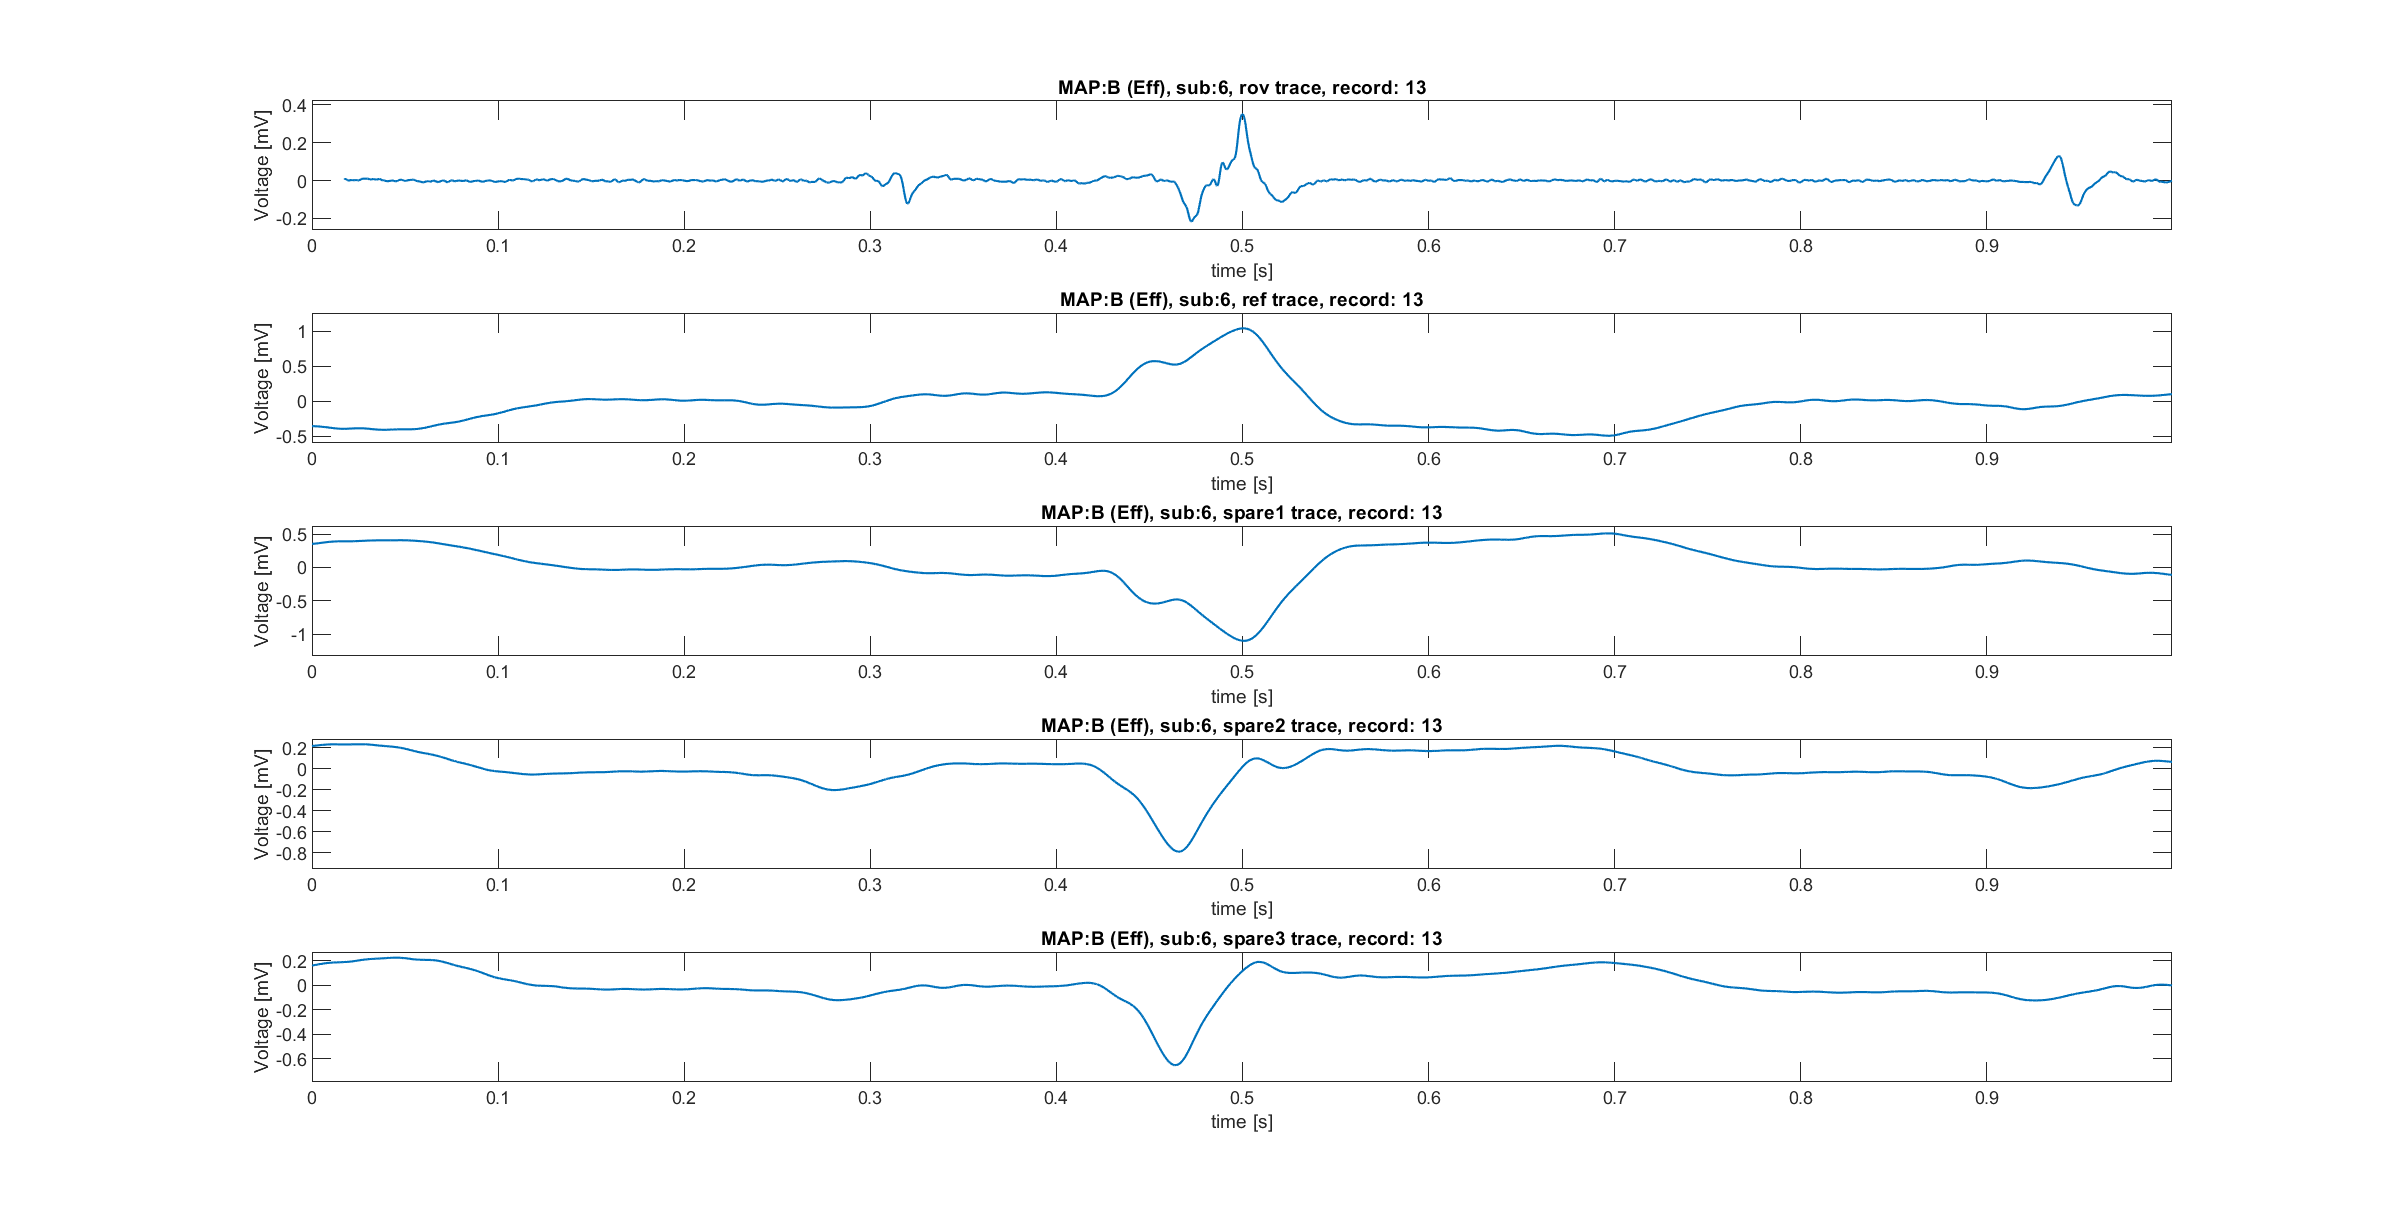 MAP:B (Eff), sub:6, rov trace, record: 13
Voltage [mV]
0.4
0.2
0
-0.2
0 0.1 0.2 0.3 0.4 0.5 0.6 0.7 0.8 0.9
time [s]
MAP:B (Eff), sub:6, ref trace, record: 13
Voltage [mV]
1
0.5
0
-0.5
0 0.1 0.2 0.3 0.4 0.5 0.6 0.7 0.8 0.9
time [s]
MAP:B (Eff), sub:6, spare1 trace, record: 13
Voltage [mV]
0.5
0
-0.5
-1
0 0.1 0.2 0.3 0.4 0.5 0.6 0.7 0.8 0.9
time [s]
MAP:B (Eff), sub:6, spare2 trace, record: 13
Voltage [mV]
0.2
0
-0.2
-0.4
-0.6
-0.8
0 0.1 0.2 0.3 0.4 0.5 0.6 0.7 0.8 0.9
time [s]
MAP:B (Eff), sub:6, spare3 trace, record: 13
Voltage [mV]
0.2
0
-0.2
-0.4
-0.6
0 0.1 0.2 0.3 0.4 0.5 0.6 0.7 0.8 0.9
time [s]